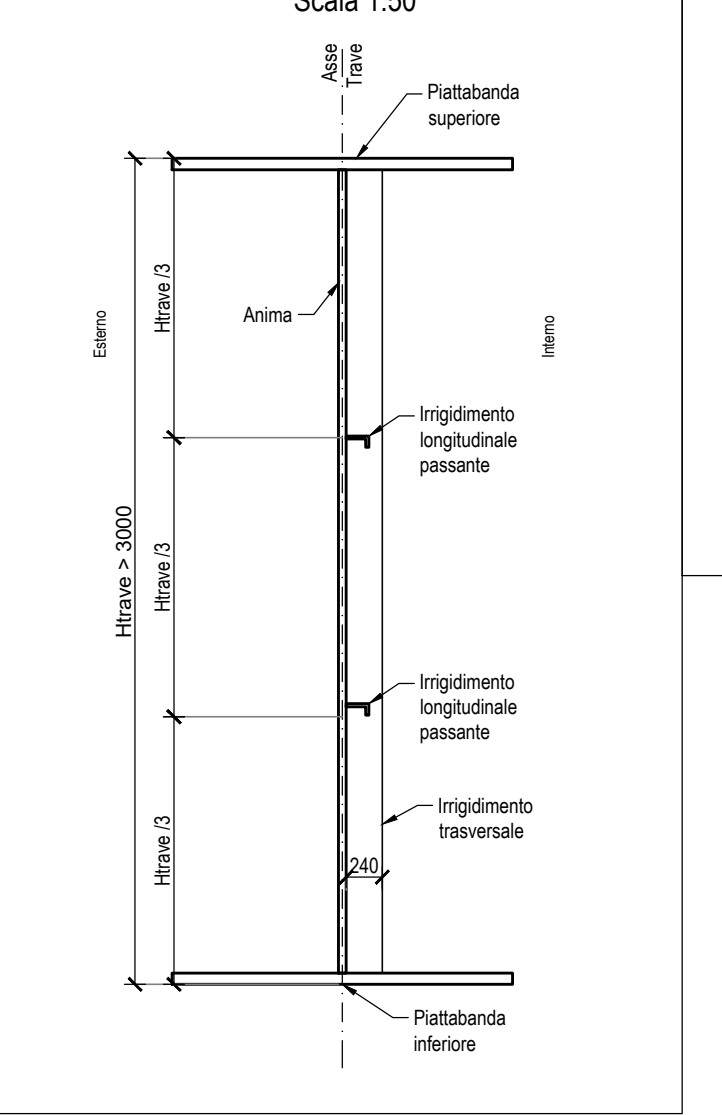 Scala 1:50
Asse
Trave
Piattabanda
superiore
Htrave /3
Esterno
Anima
Interno
Irrigidimento
longitudinale
passante
Htrave > 3000
Htrave /3
Irrigidimento
longitudinale
passante
Irrigidimento
trasversale
Htrave /3
240
Piattabanda
inferiore